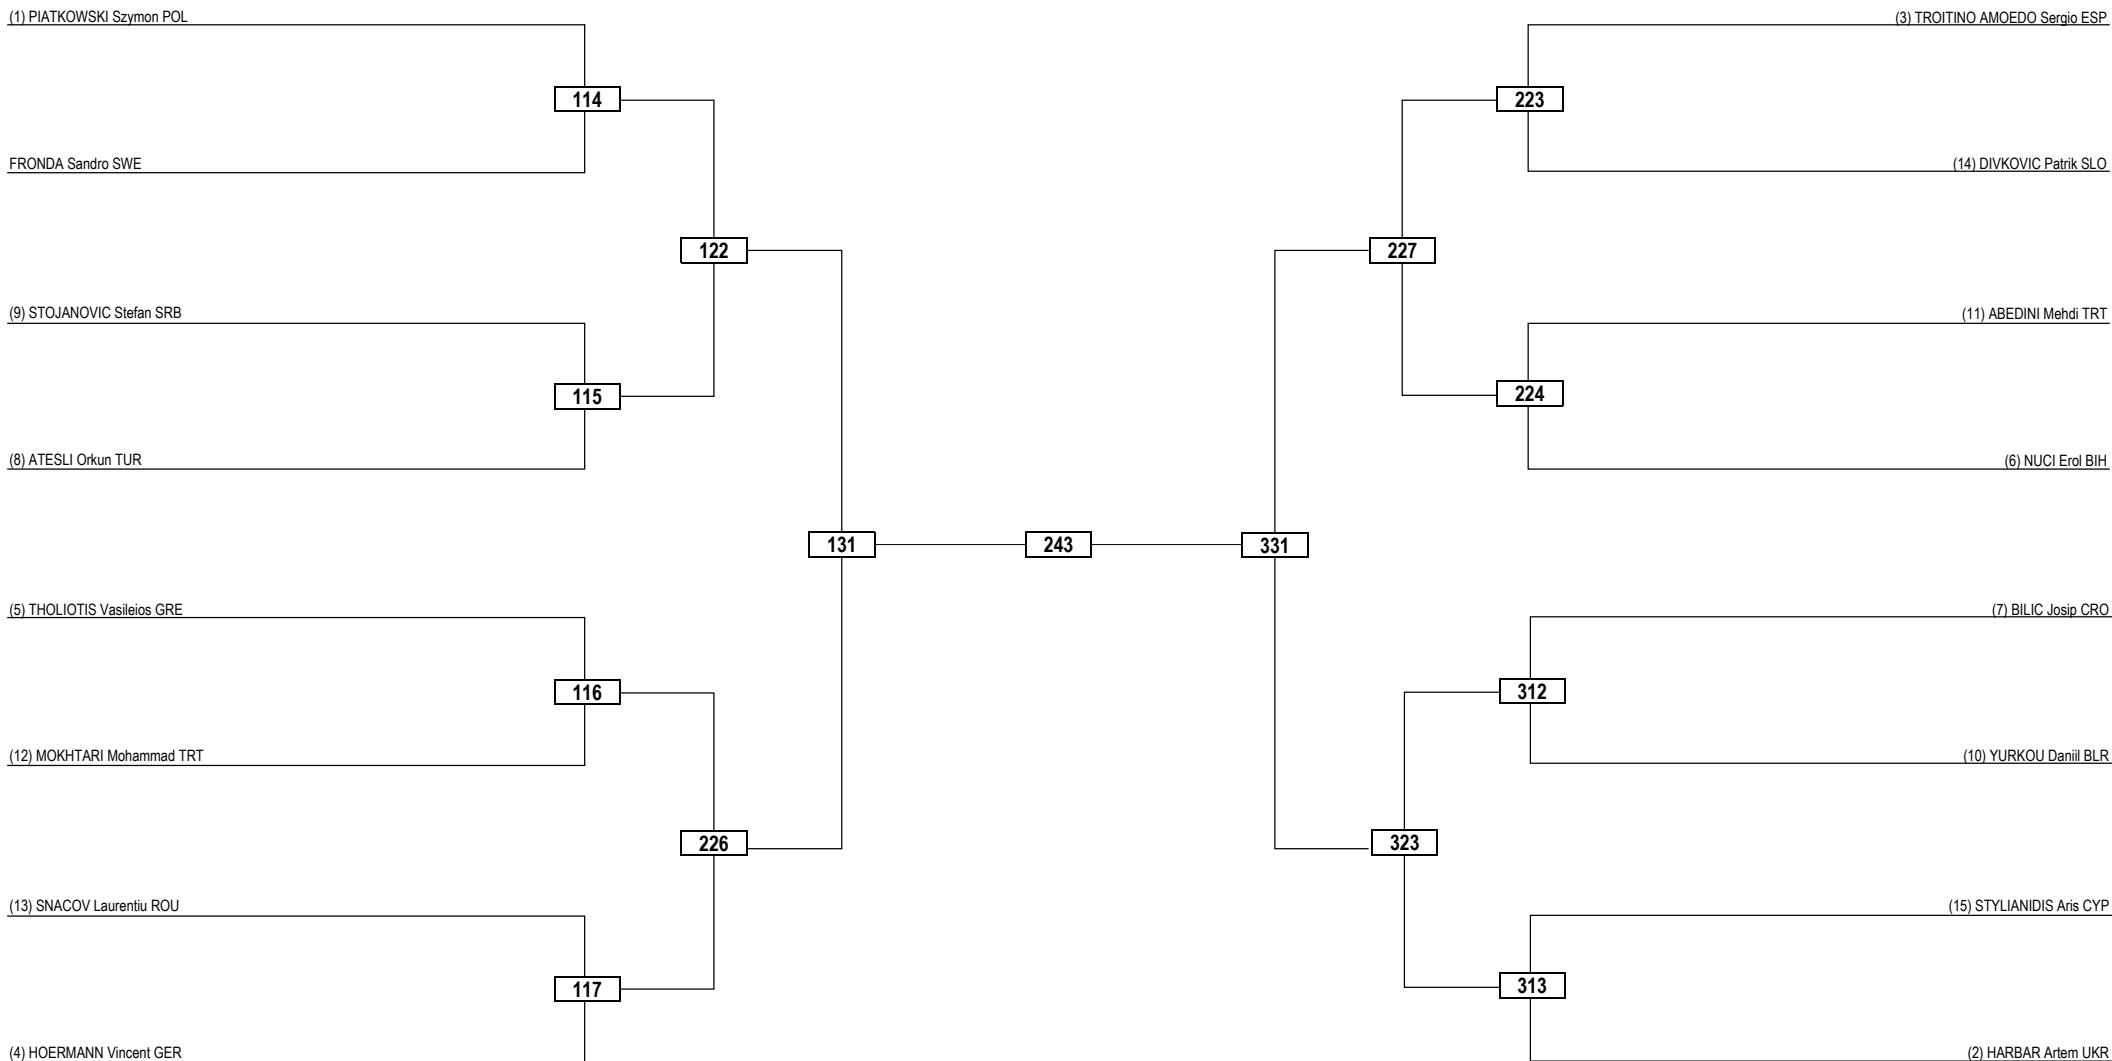 (1) PIATKOWSKI Szymon POL
(3) TROITINO AMOEDO Sergio ESP
114
223
FRONDA Sandro SWE
(14) DIVKOVIC Patrik SLO
122
227
(9) STOJANOVIC Stefan SRB
(11) ABEDINI Mehdi TRT
115
224
(8) ATESLI Orkun TUR
(6) NUCI Erol BIH
131
243
331
(5) THOLIOTIS Vasileios GRE
(7) BILIC Josip CRO
116
312
(12) MOKHTARI Mohammad TRT
(10) YURKOU Daniil BLR
226
323
(13) SNACOV Laurentiu ROU
(15) STYLIANIDIS Aris CYP
117
313
(4) HOERMANN Vincent GER
(2) HARBAR Artem UKR